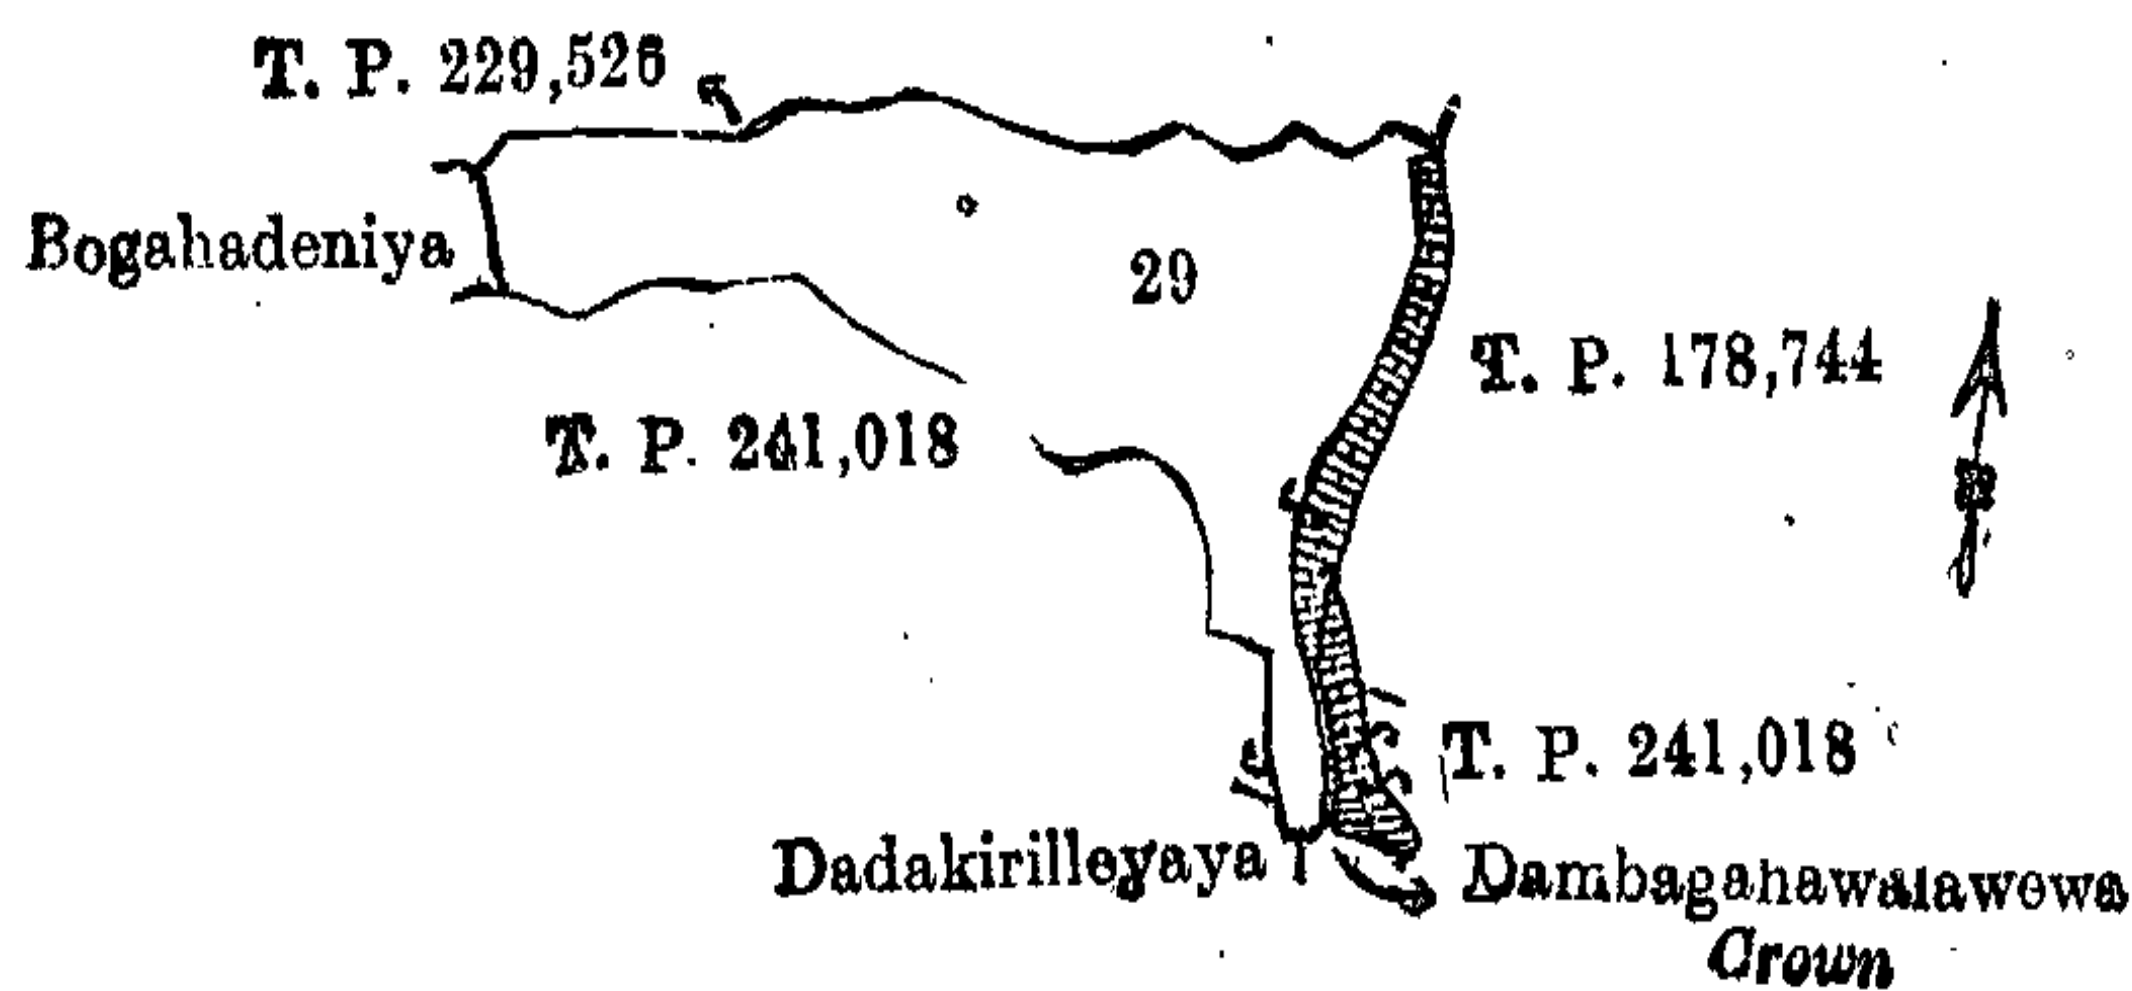 T. P. 229,526
Bogahadeniya
29
T. P. 178,744
T. P. 241,018
T. P. 241,018
Dadakirilleyaya
Dambagahawalawewa
Crown